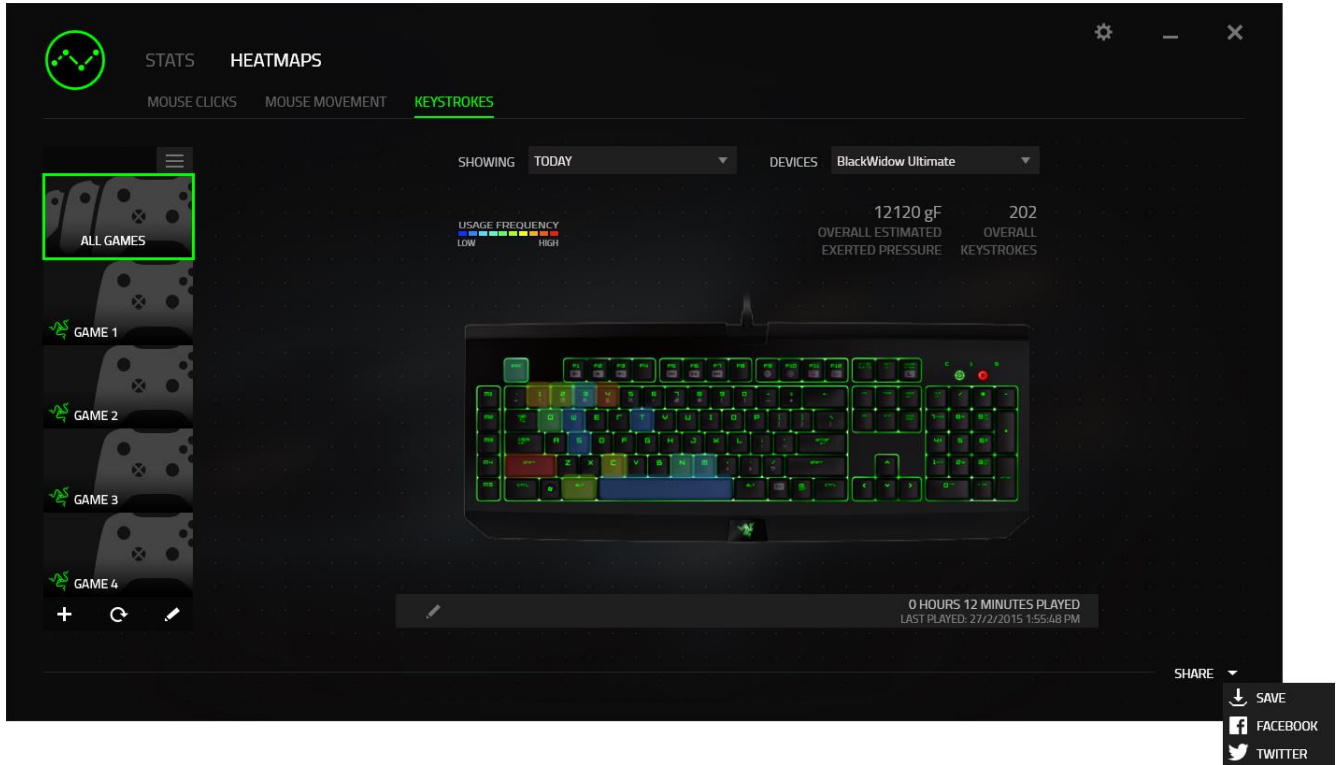 STATS HEATMAPS
MOUSE CLICKS MOUSE MOVEMENT KEYSTROKES
SHOWING TODAY DEVICES BlackWidow Ultimate
ALL GAMES
GAME 1
GAME 2
GAME 3
GAME 4
USAGE FREQUENCY
LOW HIGH
12120 gF 202
OVERALL ESTIMATED OVERALL
EXERTED PRESSURE KEYSTROKES
0 HOURS 12 MINUTES PLAYED
LAST PLAYED: 27/2/2015 1:55:48 PM
SHARE
SAVE
FACEBOOK
TWITTER